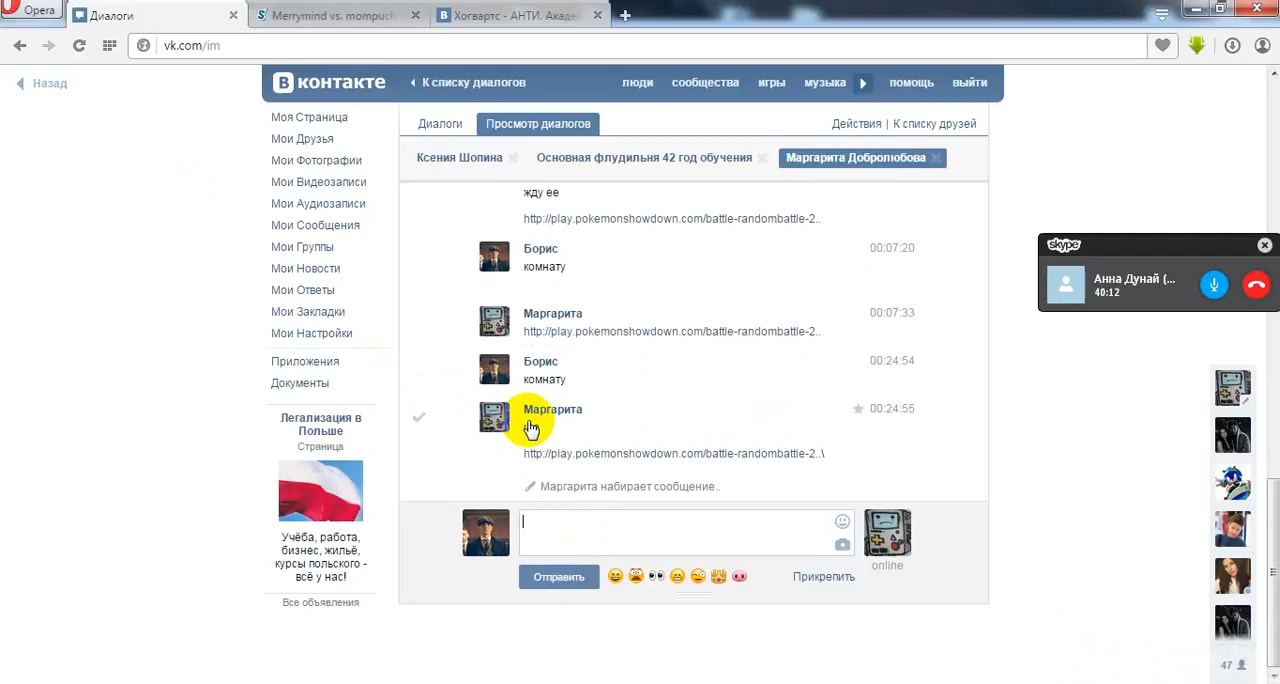 Opera
Диалоги
Merrymind vs. mompuch
Хогвартс - АНТИ. Акаде
vk.com/im
Назад
В контакте
К списку диалогов
люди
сообщества
игры
музыка
помощь
выйти
Моя Страница
Мои Друзья
Мои Фотографии
Мои Видеозаписи
Мои Аудиозаписи
Мои Сообщения
Мои Группы
Мои Новости
Мои Ответы
Мои Закладки
Мои Настройки
Приложения
Документы
Легализация в
Польше
Страница
Учёба, работа,
бизнес, жильё,
курсы польского -
всё у нас!
Все объявления
Диалоги
Просмотр диалогов
Действия | К списку друзей
Ксения Шопина
Основная флудильня 42 год обучения
Маргарита Добролюбова
жду ее
http://play.pokemonshowdown.com/battle-randombattle-2..
Борис 00:07:20
комнату
Маргарита 00:07:33
http://play.pokemonshowdown.com/battle-randombattle-2..
Борис 00:24:54
комнату
Маргарита 00:24:55
http://play.pokemonshowdown.com/battle-randombattle-2..\
Маргарита набирает сообщение..
Отправить
Прикрепить
online
skype
Анна Дунай (...
40:12
47